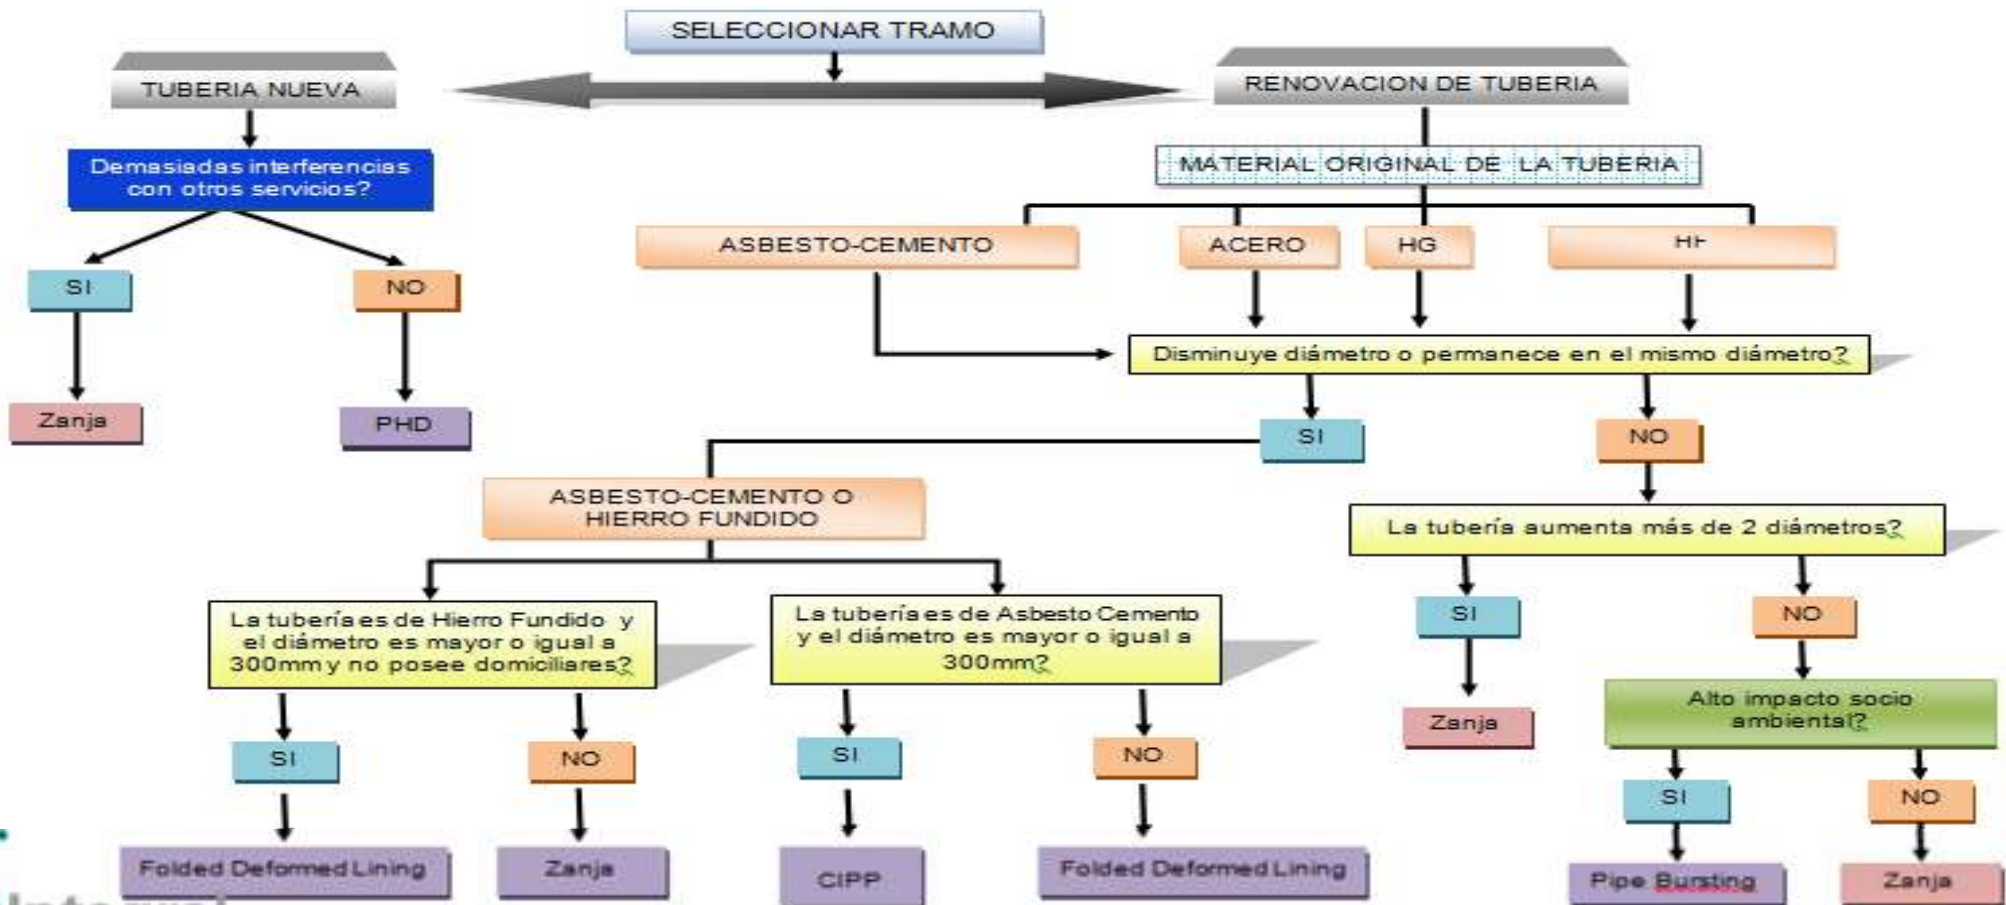 SELECCIONAR TRAMO
TUBERIA NUEVA
RENOVACION DE TUBERIA
Demasiadas interferencias
con otros servicios?
MATERIAL ORIGINAL DE LA TUBERIA
SI
NO
ASBESTO-CEMENTO
ACERO
HG
HF
Zanja
PHD
Disminuye diámetro o permanece en el mismo diámetro?
SI
NO
ASBESTO-CEMENTO O
HIERRO FUNDIDO
La tubería aumenta más de 2 diámetros?
La tuberíaes de Hierro Fundido y
el diámetro es mayor o igual a
300mm y no posee domiciliares?
La tuberíaes de Asbesto Cemento
y el diámetro es mayor o igual a
300mm?
SI
NO
Zanja
Alto impacto socio
ambiental?
SI
NO
SI
NO
SI
NO
Folded Deformed Lining
Zanja
CIPP
Folded Deformed Lining
Pipe Bursting
Zanja